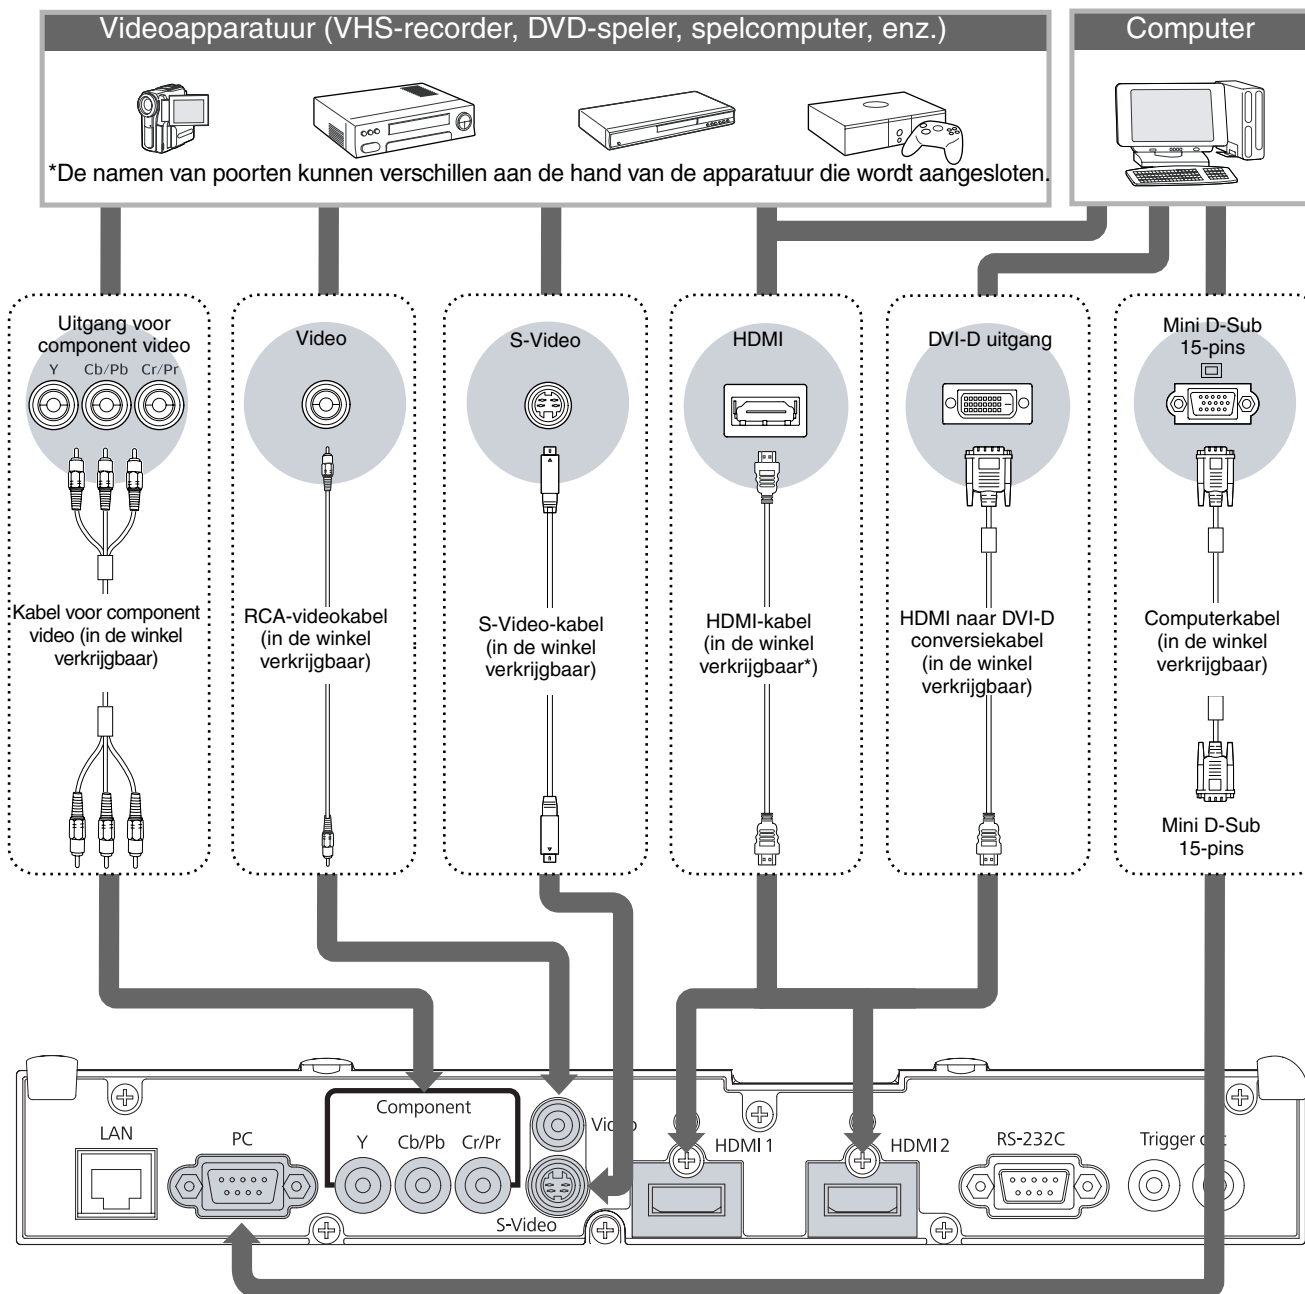 Videoapparatuur (VHS-recorder, DVD-speler, spelcomputer, enz.)
Computer
*De namen van poorten kunnen verschillen aan de hand van de apparatuur die wordt aangesloten.
Uitgang voor
component video
Y Cb/Pb Cr/Pr
Video
S-Video
HDMI
DVI-D uitgang
Mini D-Sub
15-pins
Kabel voor component
video (in de winkel
verkrijgbaar)
RCA-videokabel
(in de winkel
verkrijgbaar)
S-Video-kabel
(in de winkel
verkrijgbaar)
HDMI-kabel
(in de winkel
verkrijgbaar*)
HDMI naar DVI-D
conversiekabel
(in de winkel
verkrijgbaar)
Computerkabel
(in de winkel
verkrijgbaar)
Mini D-Sub
15-pins
LAN
PC
Component
Y Cb/Pb Cr/Pr
Video
S-Video
HDMI 1
HDMI 2
RS-232C
Trigger out